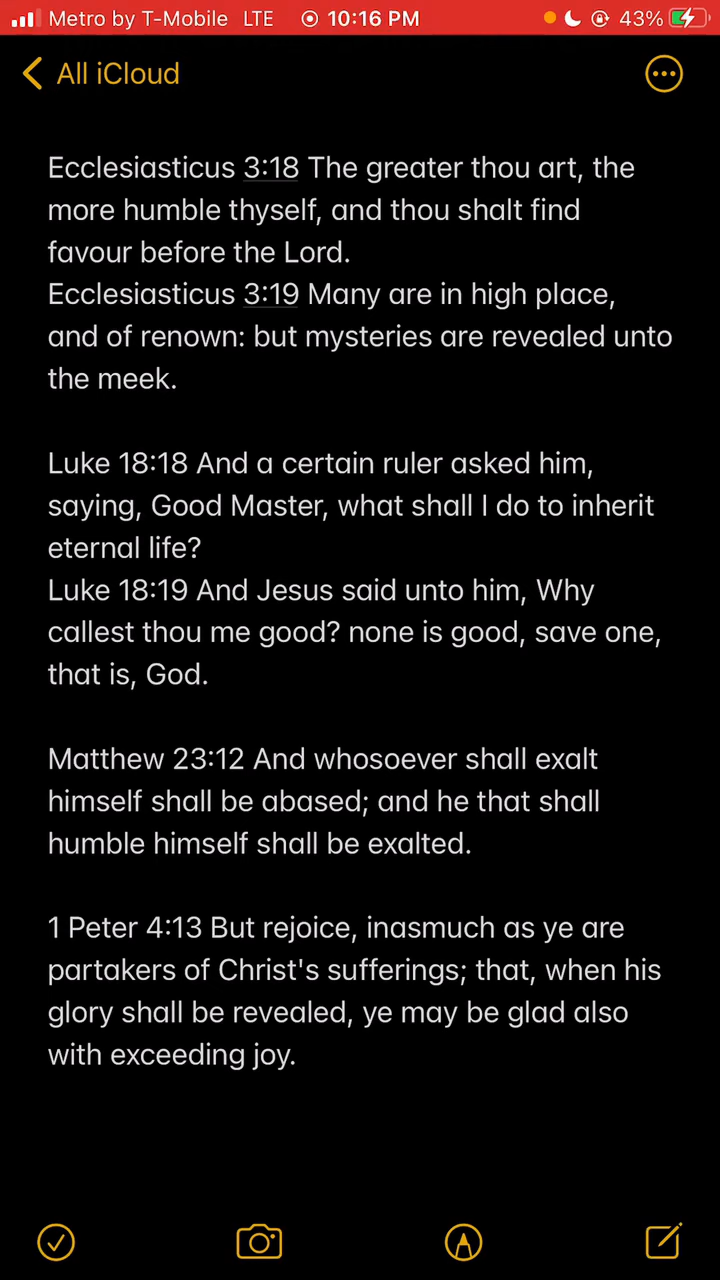 Metro by T-Mobile LTE 10:16 PM 43%
All iCloud
Ecclesiasticus 3:18 The greater thou art, the
more humble thyself, and thou shalt find
favour before the Lord.
Ecclesiasticus 3:19 Many are in high place,
and of renown: but mysteries are revealed unto
the meek.
Luke 18:18 And a certain ruler asked him,
saying, Good Master, what shall I do to inherit
eternal life?
Luke 18:19 And Jesus said unto him, Why
callest thou me good? none is good, save one,
that is, God.
Matthew 23:12 And whosoever shall exalt
himself shall be abased; and he that shall
humble himself shall be exalted.
1 Peter 4:13 But rejoice, inasmuch as ye are
partakers of Christ's sufferings; that, when his
glory shall be revealed, ye may be glad also
with exceeding joy.